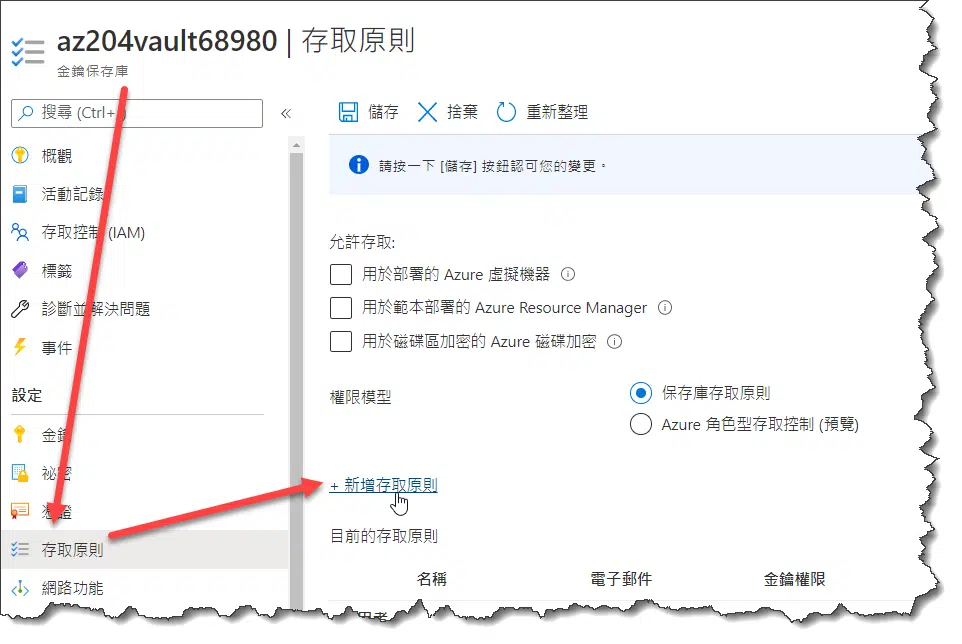 az204vault68980 | 存取原則
金鑰保存庫
搜尋 (Ctrl+
«
儲存
捨棄
重新整理
概觀
活動記錄
存取控制 (IAM)
標籤
診斷並解決問題
事件
設定
金鑰
祕密
憑證
存取原則
網路功能
請按一下 [儲存] 按鈕認可您的變更。
允許存取:
用於部署的 Azure 虛擬機器
用於範本部署的 Azure Resource Manager
用於磁碟區加密的 Azure 磁碟加密
權限模型
保存庫存取原則
Azure 角色型存取控制 (預覽)
+ 新增存取原則
目前的存取原則
名稱 電子郵件 金鑰權限